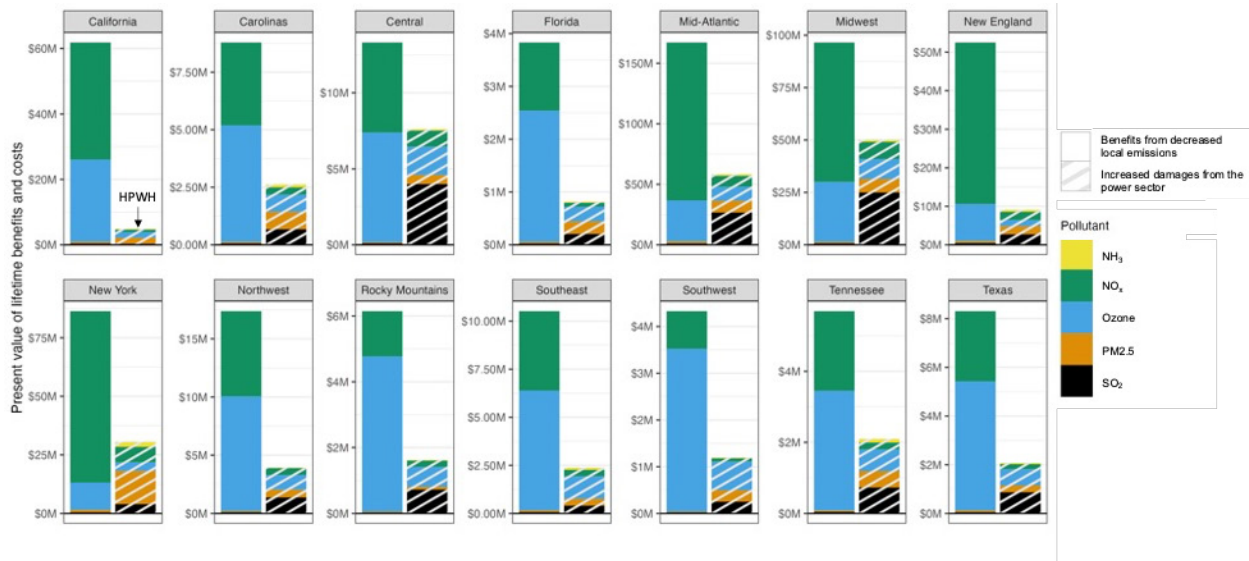 California
Carolinas
Central
Florida
Mid-Atlantic
Midwest
New England
$60M
$40M
$20M
$0M
HPWH
$7.50M
$5.00M
$2.50M
$0.00M
$10M
$5M
$0M
$4M
$3M
$2M
$1M
$0M
$150M
$100M
$50M
$0M
$100M
$75M
$50M
$25M
$0M
$50M
$40M
$30M
$20M
$10M
$0M
Present value of lifetime benefits and costs
New York
Northwest
Rocky Mountains
Southeast
Southwest
Tennessee
Texas
$75M
$50M
$25M
$0M
$15M
$10M
$5M
$0M
$6M
$4M
$2M
$0M
$10.00M
$7.50M
$5.00M
$2.50M
$0.00M
$4M
$3M
$2M
$1M
$0M
$4M
$2M
$0M
$8M
$6M
$4M
$2M
$0M
Benefits from decreased
local emissions
Increased damages from the
power sector
Pollutant
NH₃
NOₓ
Ozone
PM2.5
SO₂